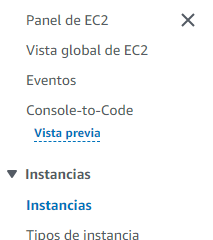 Panel de EC2
Vista global de EC2
Eventos
Console-to-Code
Vista previa
Instancias
Instancias
Tipos de instancia